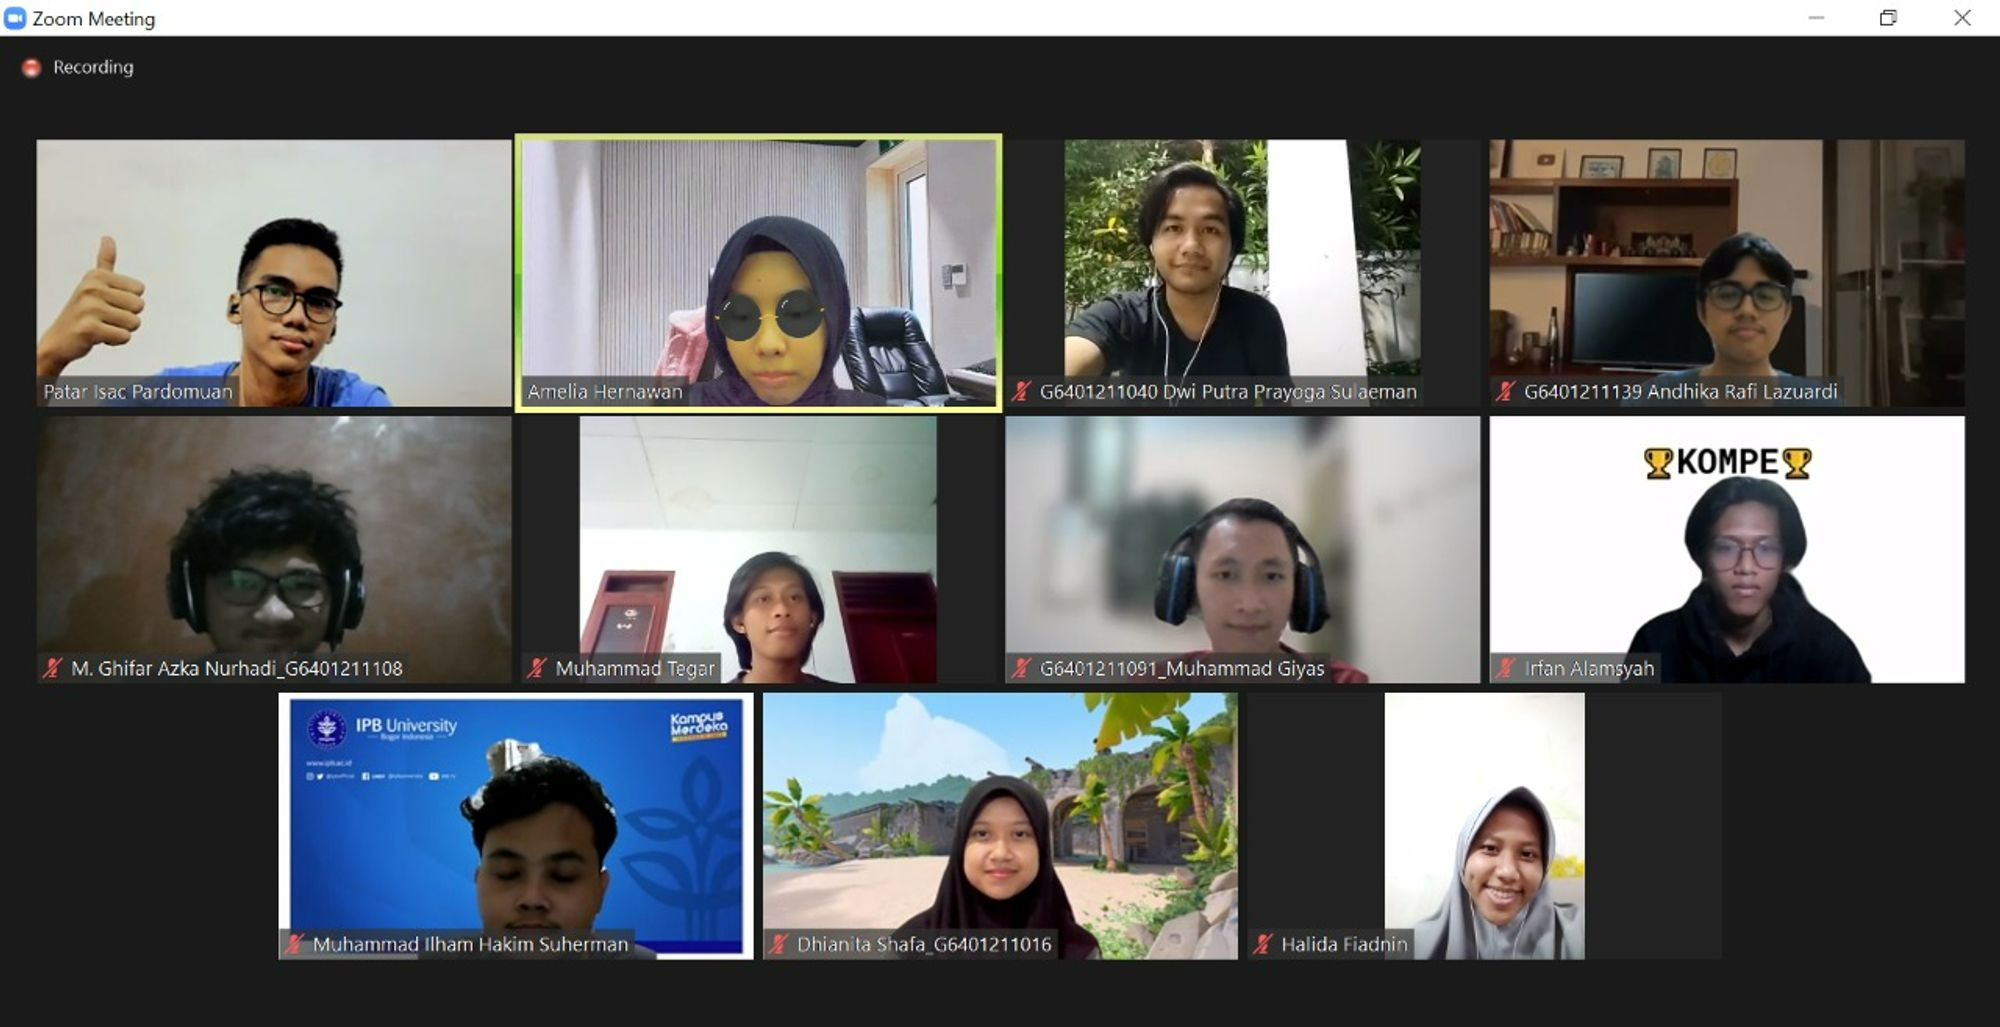 Zoom Meeting
Recording
Patar Isac Pardomuan
Amelia Hernawan
G6401211040 Dwi Putra Prayoga Sulaeman
G6401211139 Andhika Rafi Lazuardi
KOMPE
M. Ghifar Azka Nurhadi_G6401211108
Muhammad Tegar
G6401211091_Muhammad Giyas
Irfan Alamsyah
IPB University
Bogor Indonesia
Kampus
Merdeka
www.ipb.ac.id
Muhammad Ilham Hakim Suherman
Dhianita Shafa_G6401211016
Halida Fiadnin